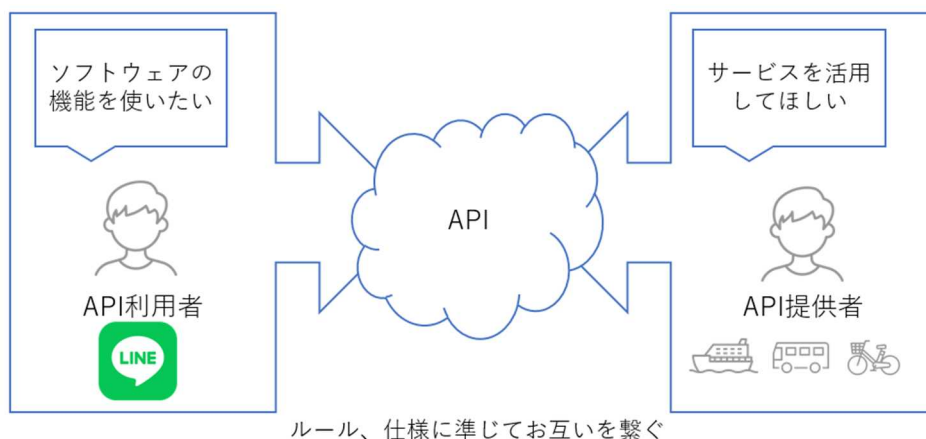 ソフトウェアの
機能を使いたい
サービスを活用
してほしい
API
API利用者
API提供者
LINE
ルール、仕様に準じてお互いを繋ぐ